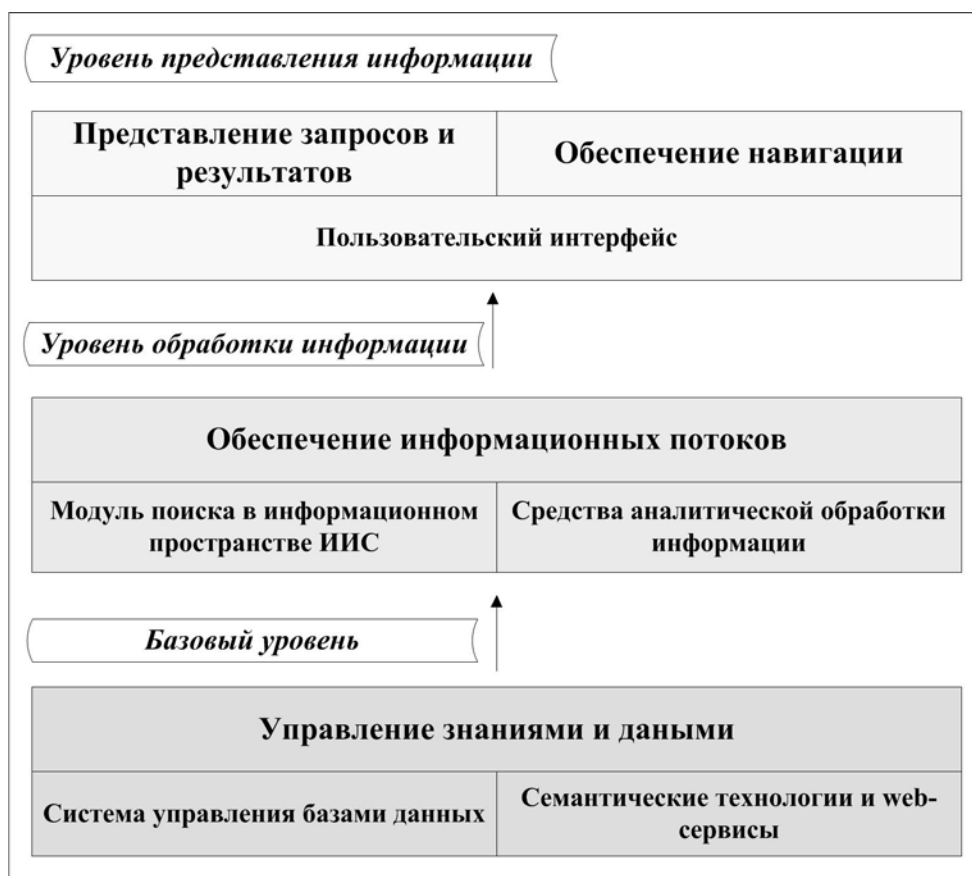 Уровень представления информации
Представление запросов и
результатов
Обеспечение навигации
Пользовательский интерфейс
Уровень обработки информации
Обеспечение информационных потоков
Модуль поиска в информационном
пространстве ИИС
Средства аналитической обработки
информации
Базовый уровень
Управление знаниями и даными
Система управления базами данных
Семантические технологии и web-
сервисы